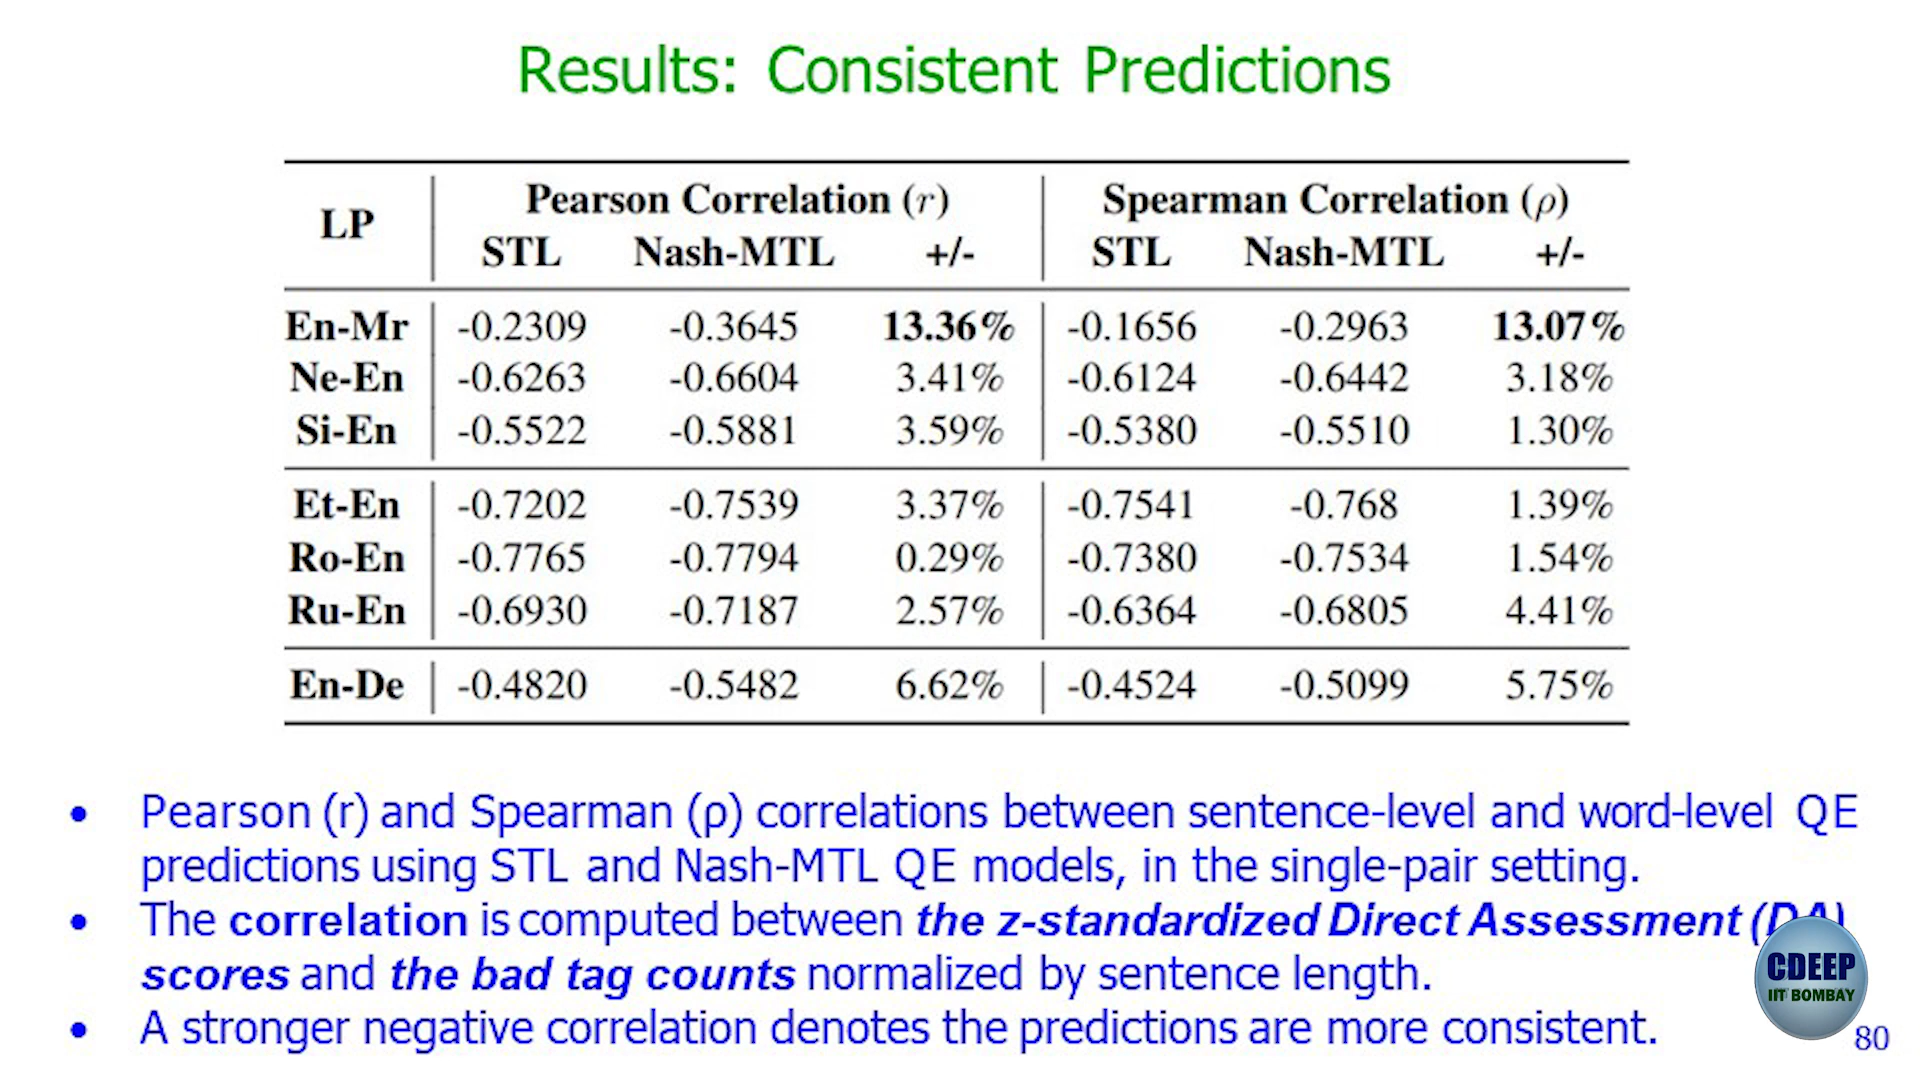 Results: Consistent Predictions
LP Pearson Correlation (r) Spearman Correlation (ρ)
STL Nash-MTL +/- STL Nash-MTL +/-
En-Mr -0.2309 -0.3645 13.36% -0.1656 -0.2963 13.07%
Ne-En -0.6263 -0.6604 3.41% -0.6124 -0.6442 3.18%
Si-En -0.5522 -0.5881 3.59% -0.5380 -0.5510 1.30%
Et-En -0.7202 -0.7539 3.37% -0.7541 -0.768 1.39%
Ro-En -0.7765 -0.7794 0.29% -0.7380 -0.7534 1.54%
Ru-En -0.6930 -0.7187 2.57% -0.6364 -0.6805 4.41%
En-De -0.4820 -0.5482 6.62% -0.4524 -0.5099 5.75%
• Pearson (r) and Spearman (ρ) correlations between sentence-level and word-level QE
predictions using STL and Nash-MTL QE models, in the single-pair setting.
• The correlation is computed between the z-standardized Direct Assessment (DA)
scores and the bad tag counts normalized by sentence length.
• A stronger negative correlation denotes the predictions are more consistent.
CDEEP
IIT BOMBAY
80